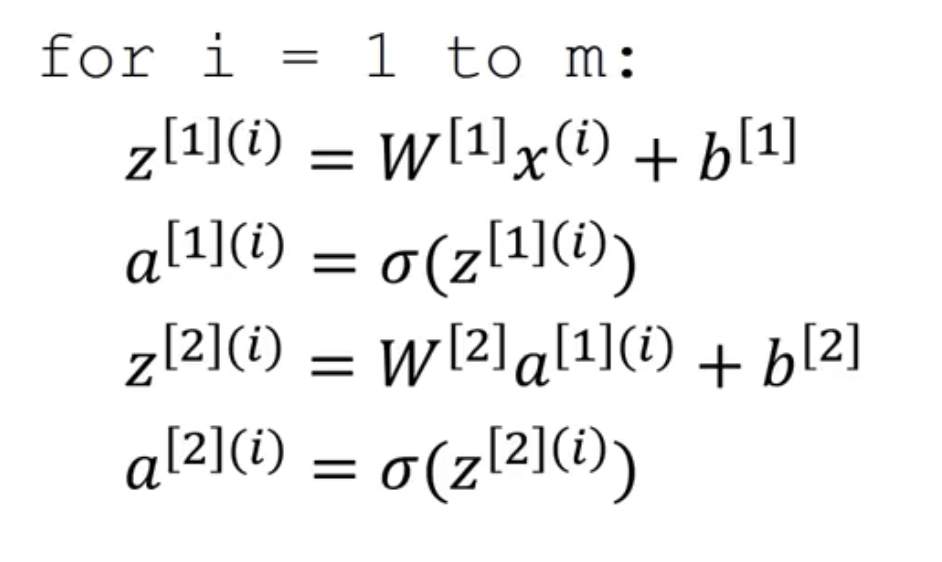 for i = 1 to m:
z^{[1](i)} = W^{[1]}x^{(i)} + b^{[1]}
a^{[1](i)} = σ(z^{[1](i)})
z^{[2](i)} = W^{[2]}a^{[1](i)} + b^{[2]}
a^{[2](i)} = σ(z^{[2](i)})